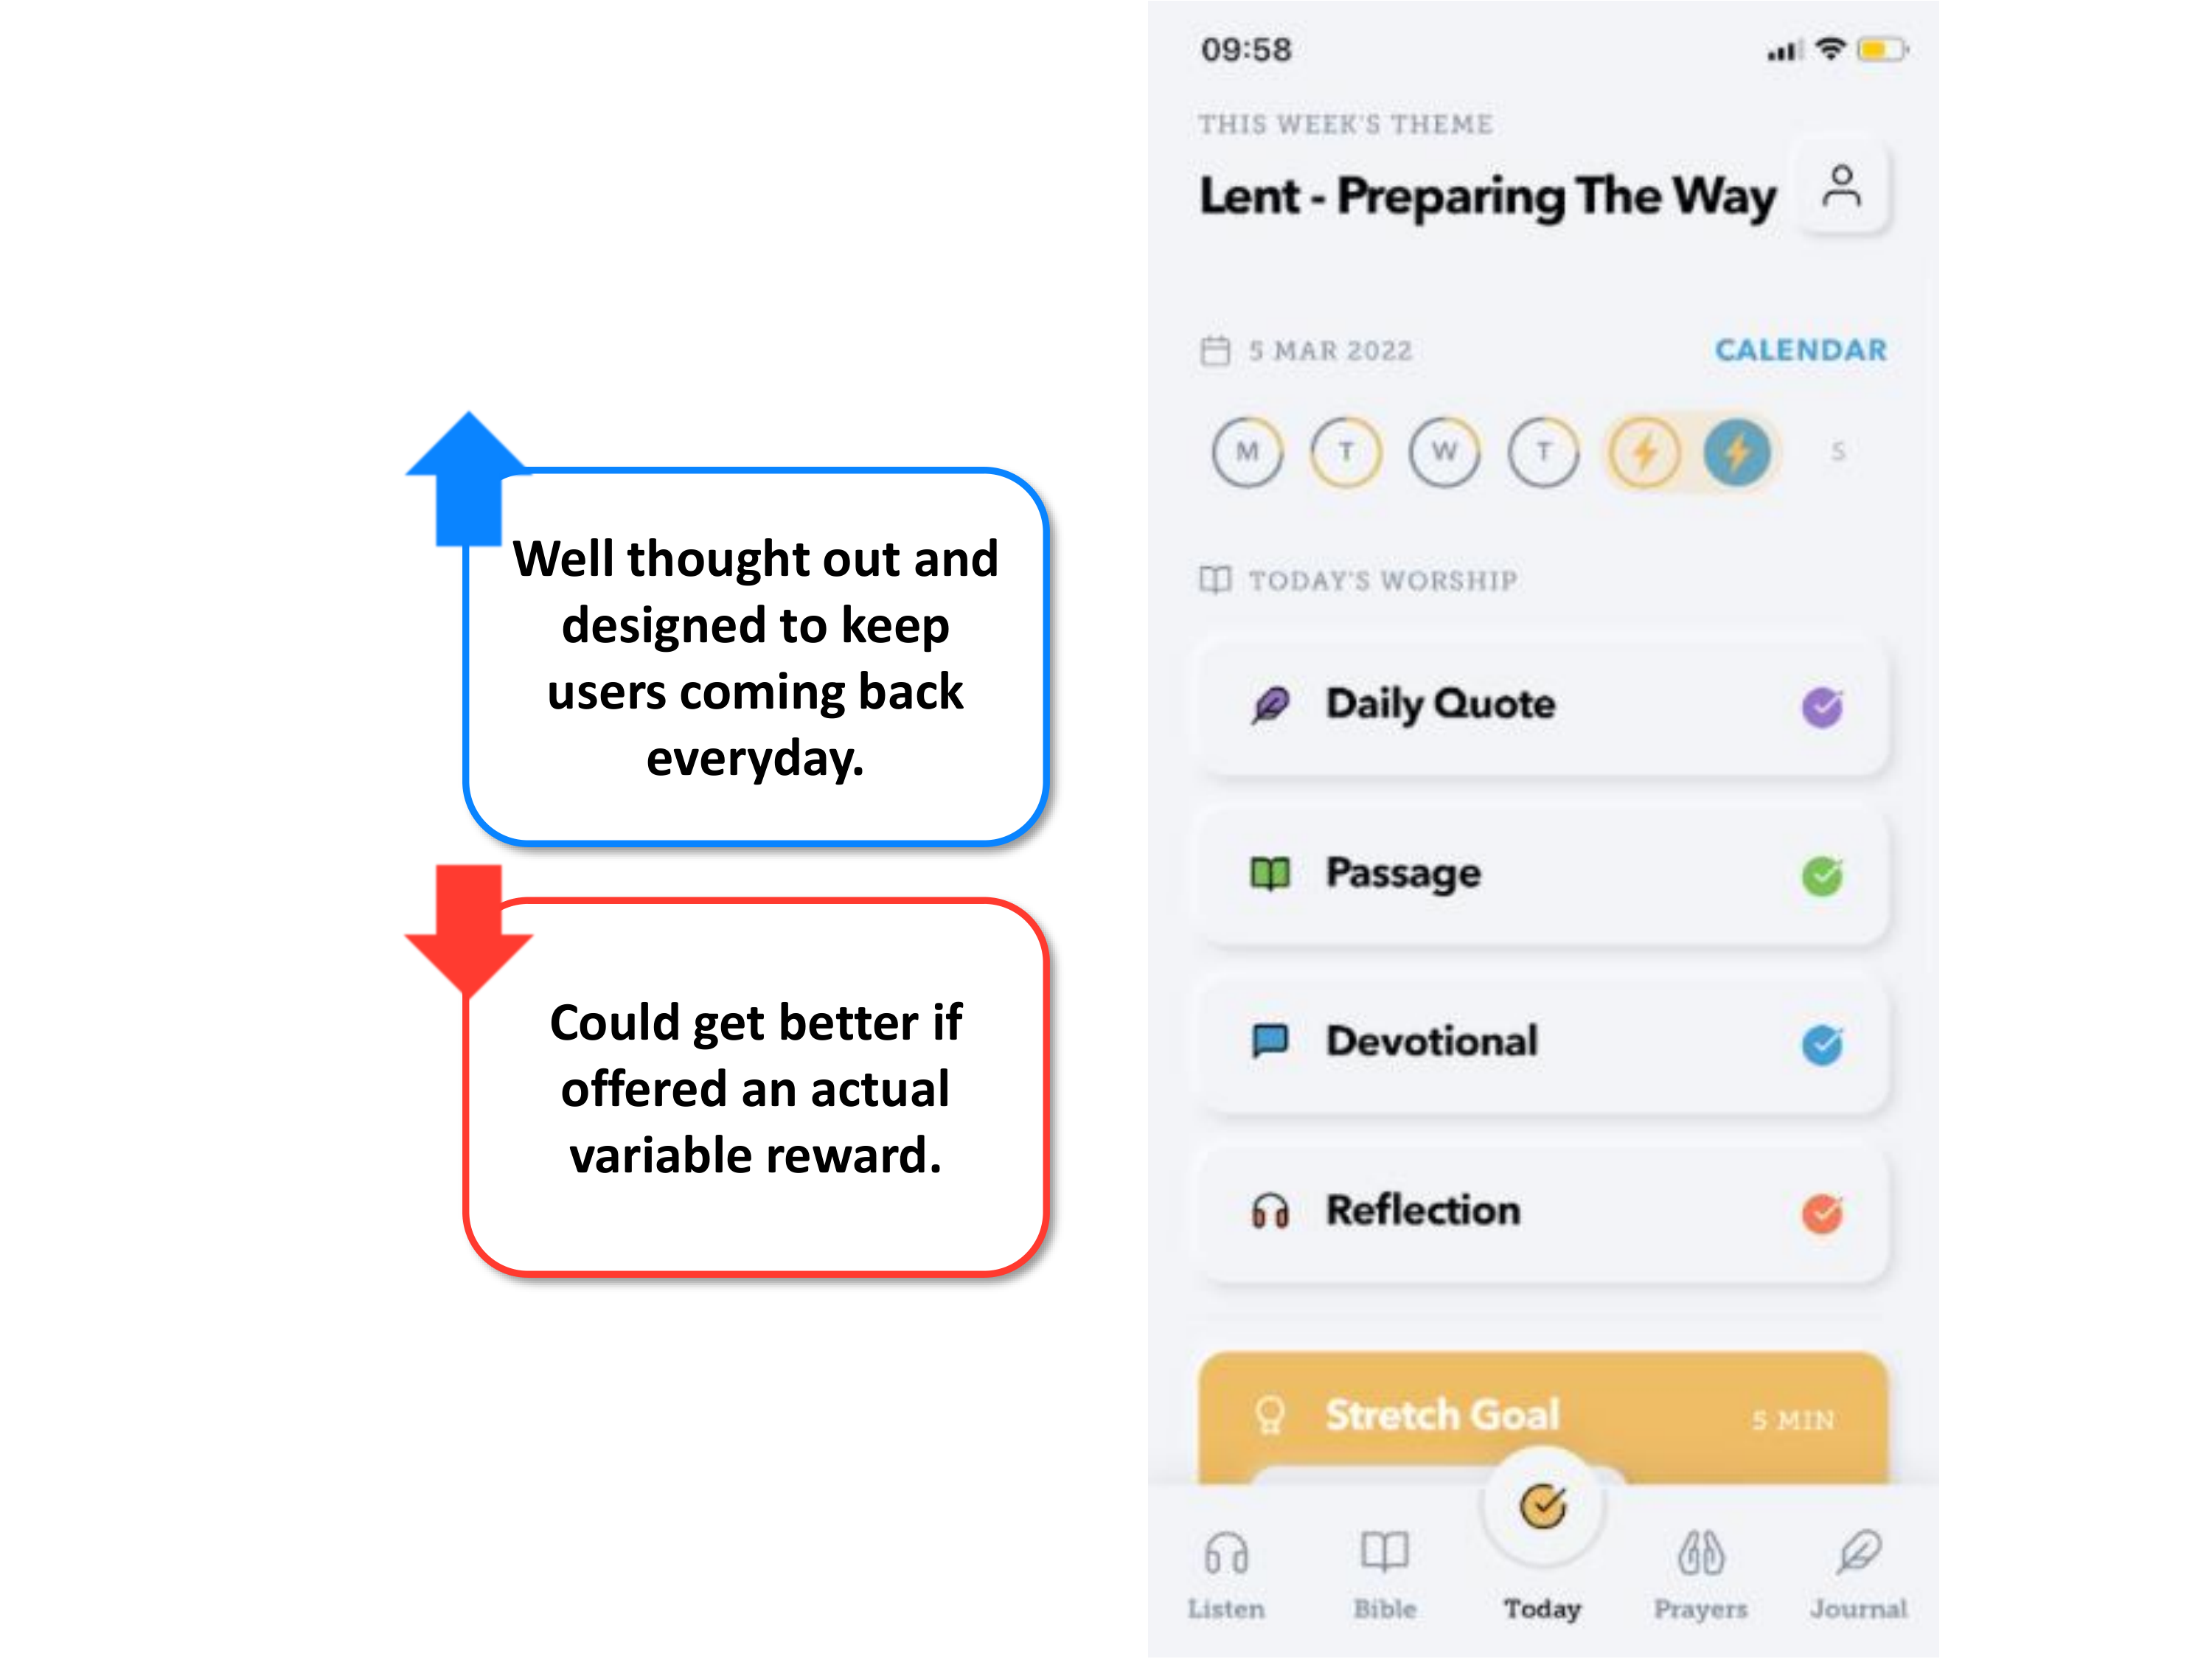 Well thought out and
designed to keep
users coming back
everyday.
Could get better if
offered an actual
variable reward.
09:58
THIS WEEK'S THEME
Lent - Preparing The Way
5 MAR 2022 CALENDAR
M T W T S
TODAY'S WORSHIP
Daily Quote
Passage
Devotional
Reflection
Stretch Goal 5 MIN
Listen Bible Today Prayers Journal